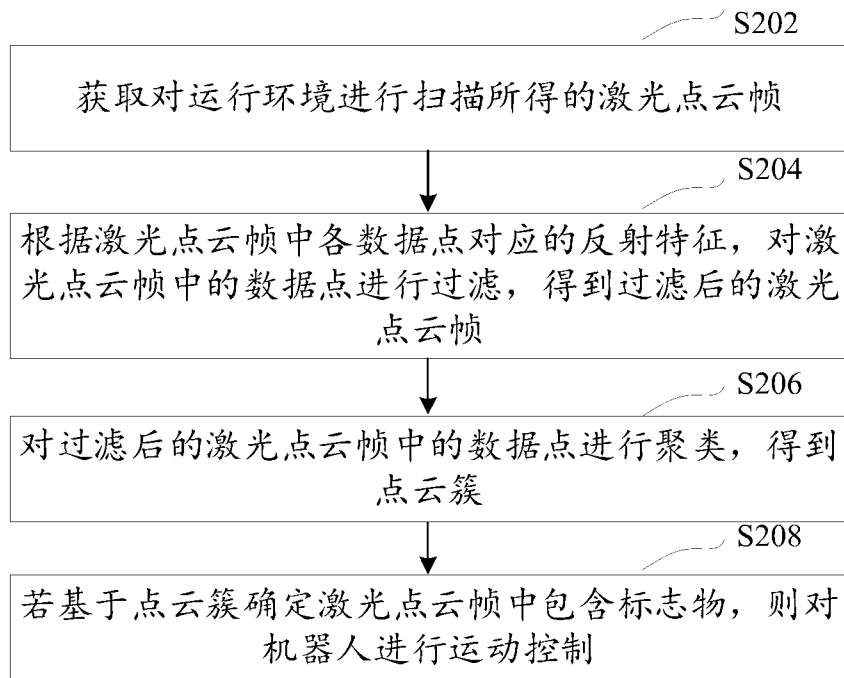 S202
获取对运行环境进行扫描所得的激光点云帧
S204
根据激光点云帧中各数据点对应的反射特征，对激
光点云帧中的数据点进行过滤，得到过滤后的激光
点云帧
S206
对过滤后的激光点云帧中的数据点进行聚类，得到
点云簇
S208
若基于点云簇确定激光点云帧中包含标志物，则对
机器人进行运动控制